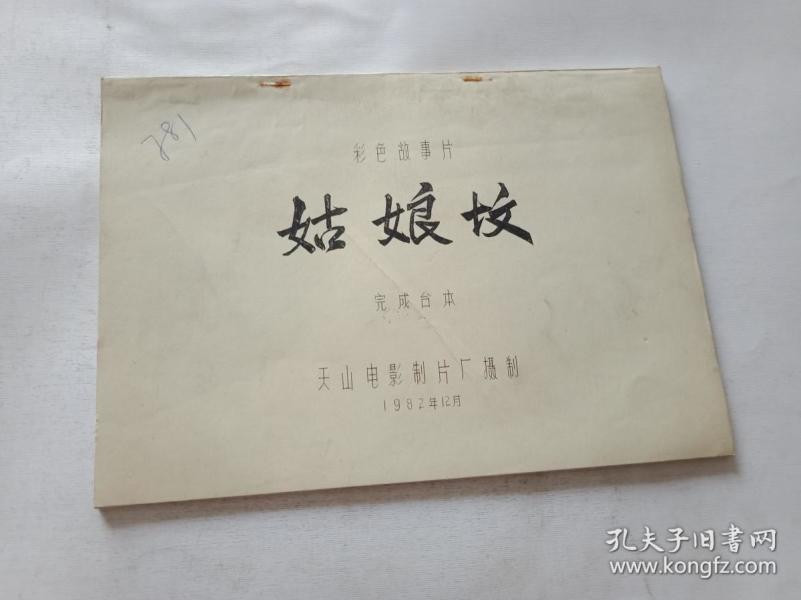 781
彩色故事片
姑娘坟
完成台本
天山电影制片厂摄制
1982年12月
孔夫子旧书网
www.kongfz.com